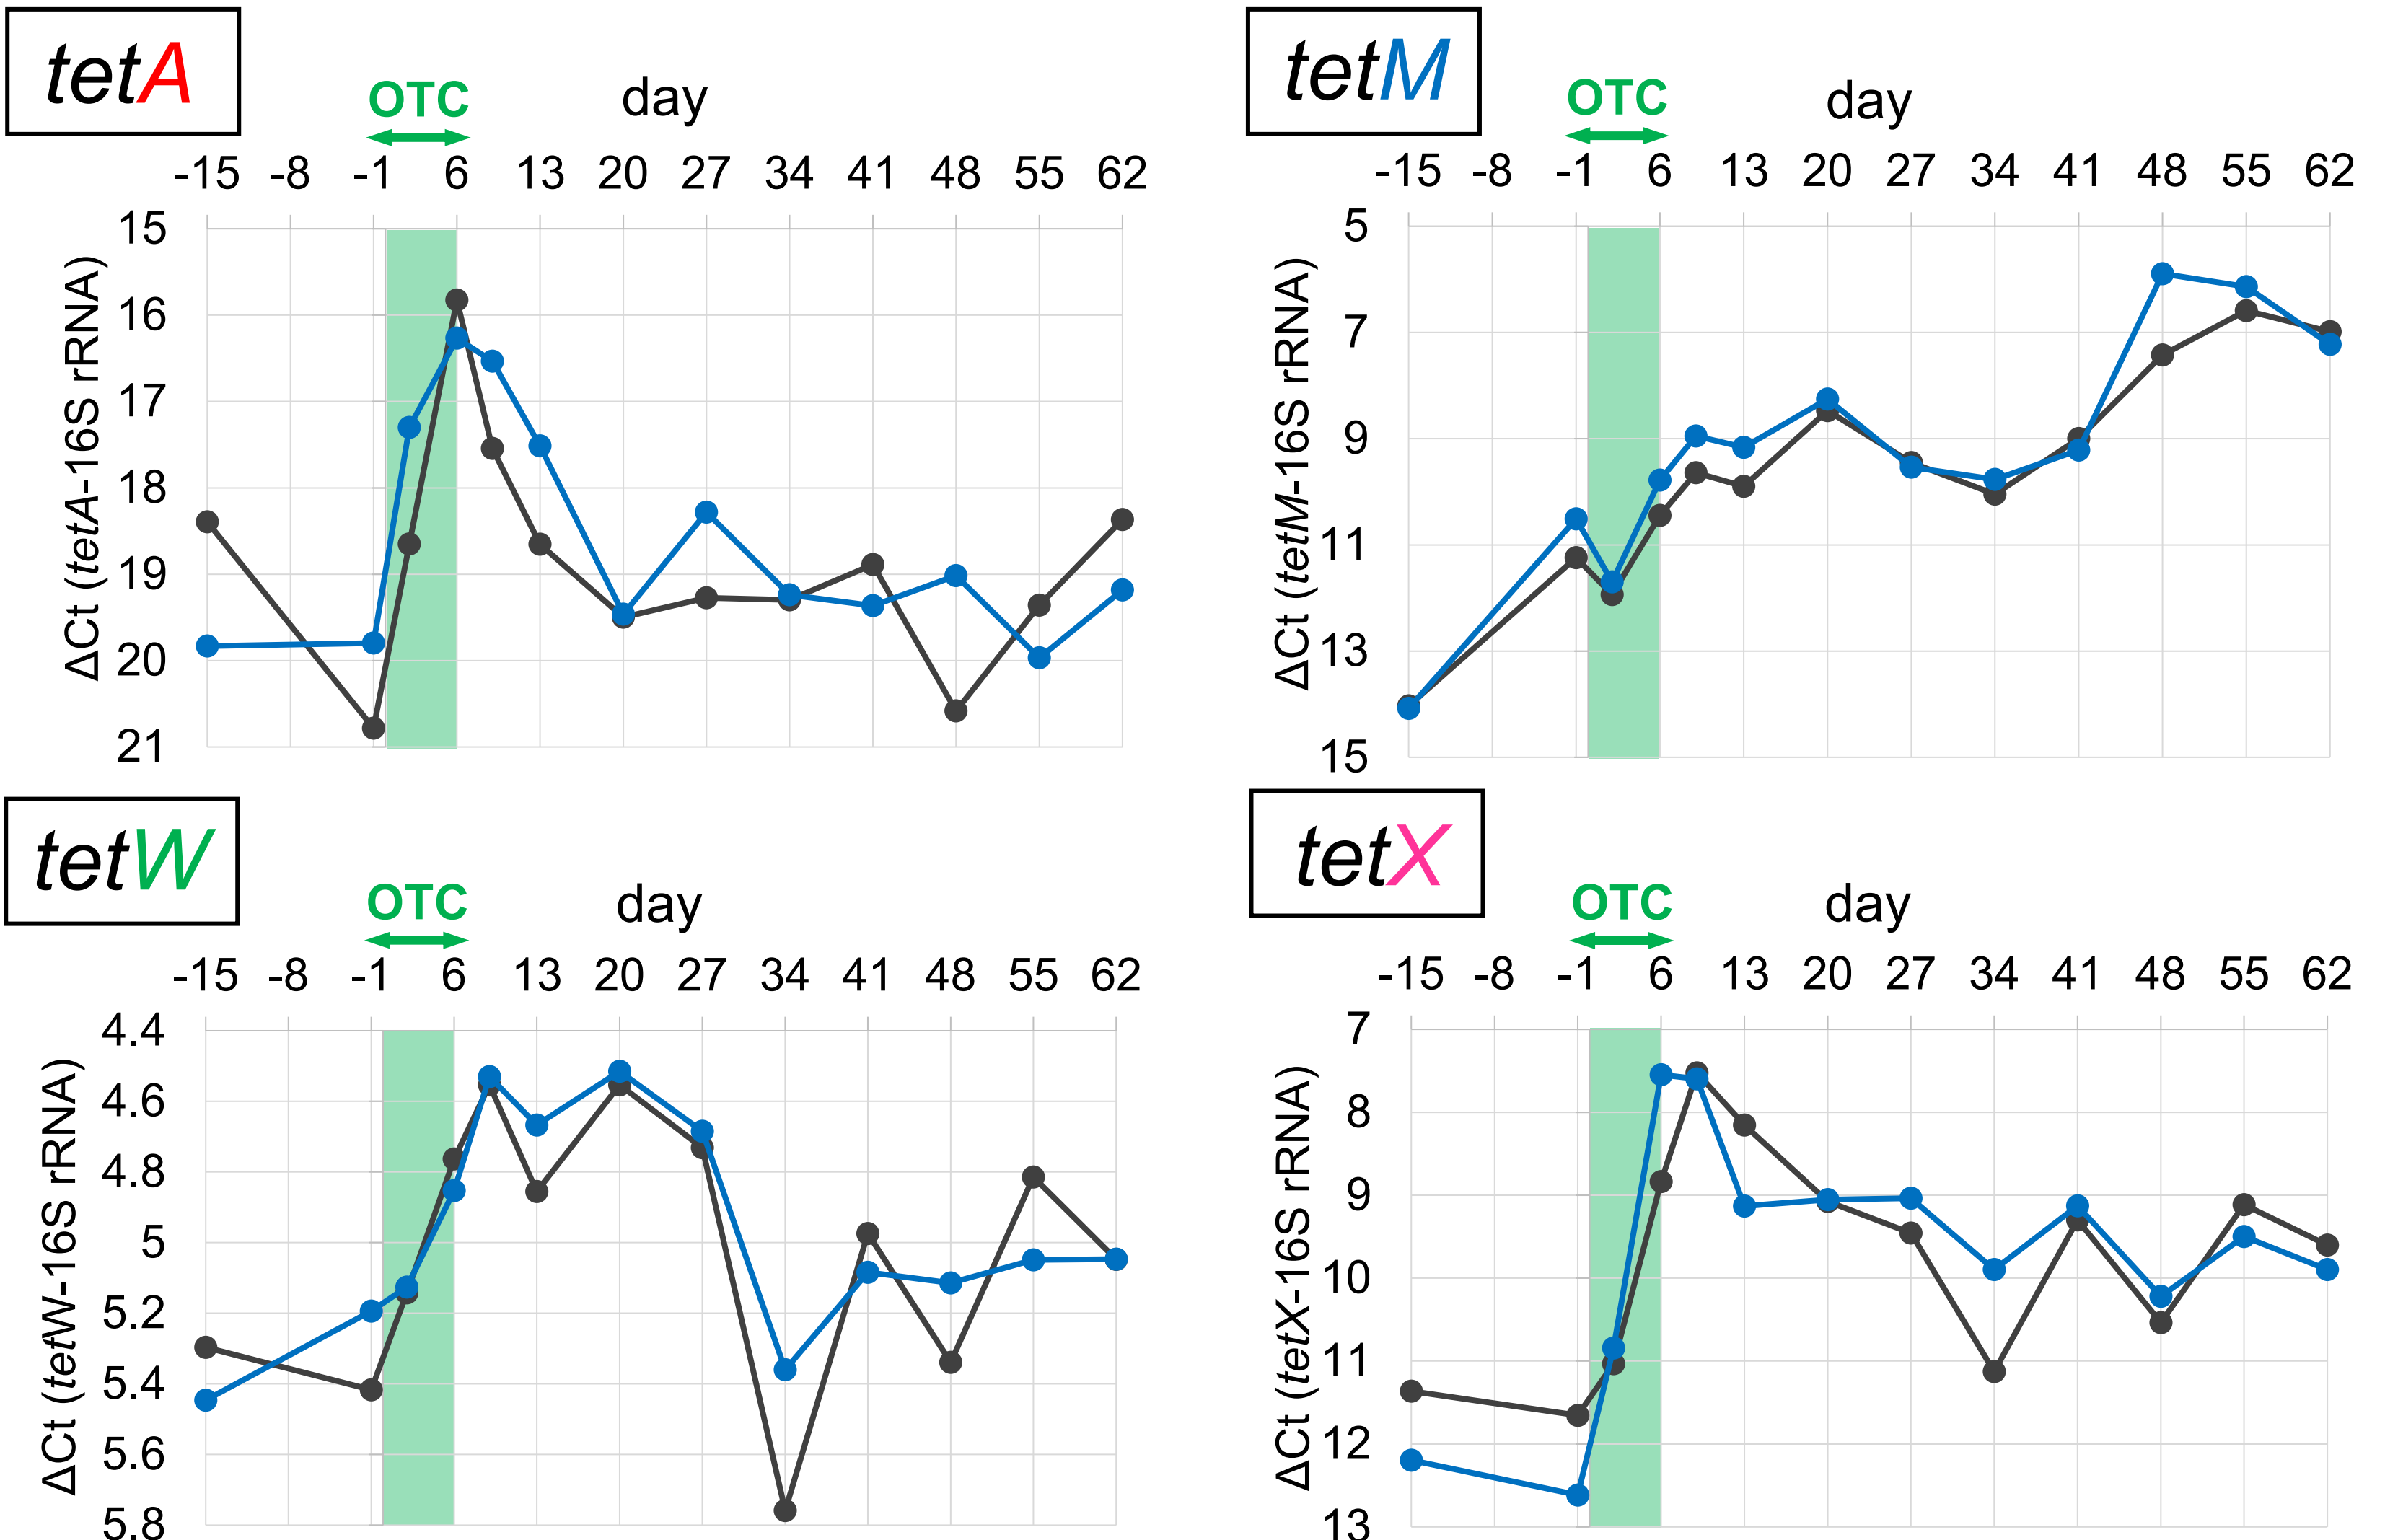 tetA
OTC
day
-15 -8 -1 6 13 20 27 34 41 48 55 62
ΔCt (tetA-16S rRNA)
15
16
17
18
19
20
21
tetM
OTC
day
-15 -8 -1 6 13 20 27 34 41 48 55 62
ΔCt (tetM-16S rRNA)
5
7
9
11
13
15
tetW
OTC
day
-15 -8 -1 6 13 20 27 34 41 48 55 62
ΔCt (tetW-16S rRNA)
4.4
4.6
4.8
5
5.2
5.4
5.6
5.8
tetX
OTC
day
-15 -8 -1 6 13 20 27 34 41 48 55 62
ΔCt (tetX-16S rRNA)
7
8
9
10
11
12
13